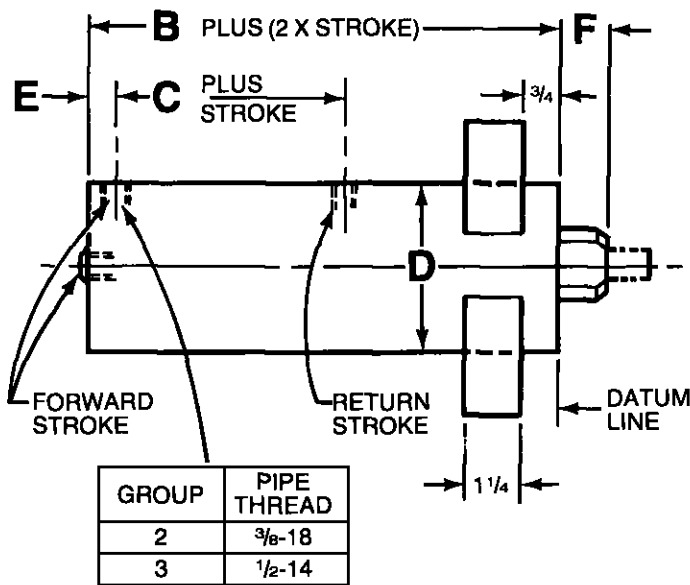 B PLUS (2 X STROKE) F
E C PLUS STROKE
3/4
D
FORWARD STROKE
RETURN STROKE
DATUM LINE
1 1/4
GROUP PIPE THREAD
2 3/8-18
3 1/2-14